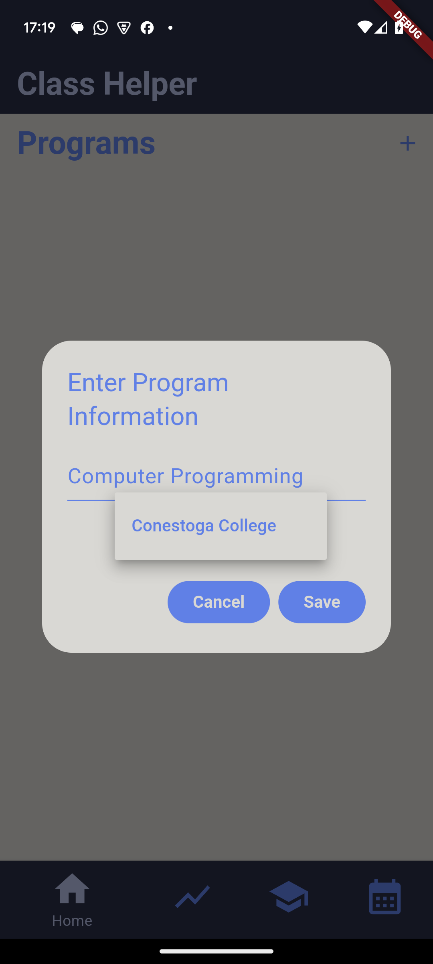 17:19
DEBUG
Class Helper
Programs
Enter Program
Information
Computer Programming
Conestoga College
Cancel Save
Home